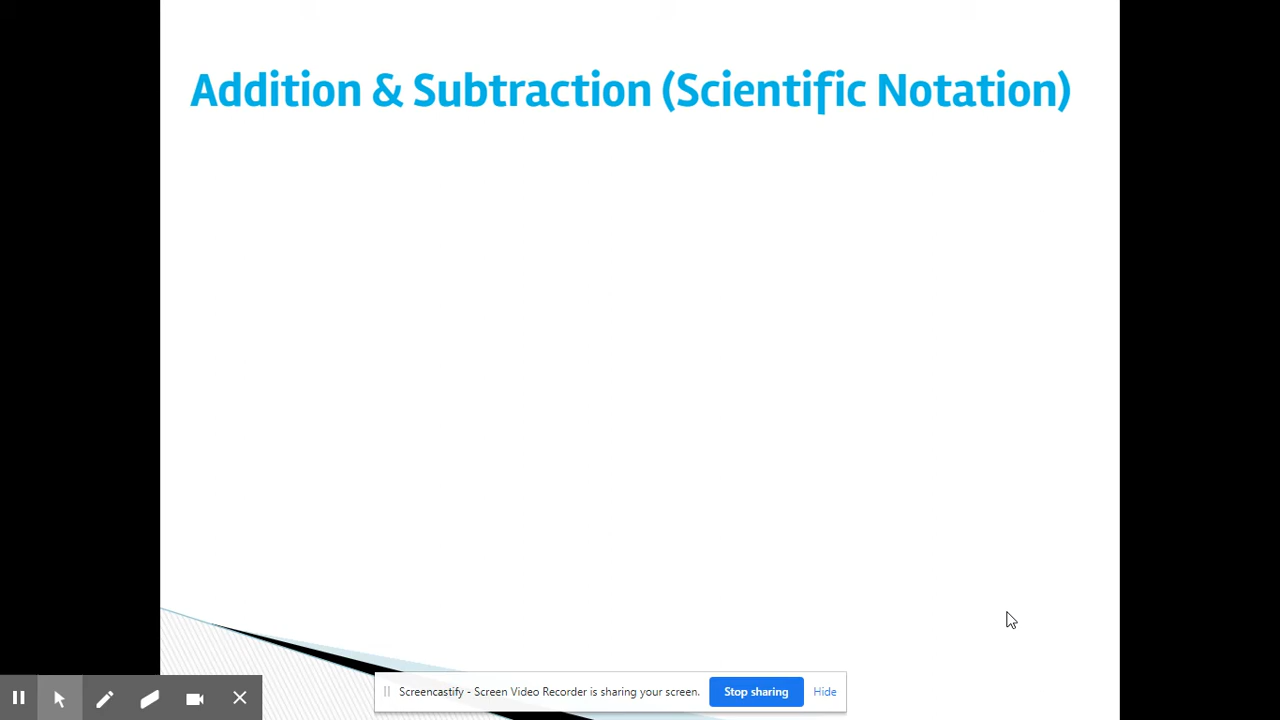 Addition & Subtraction (Scientific Notation)
Screencastify - Screen Video Recorder is sharing your screen.
Stop sharing
Hide